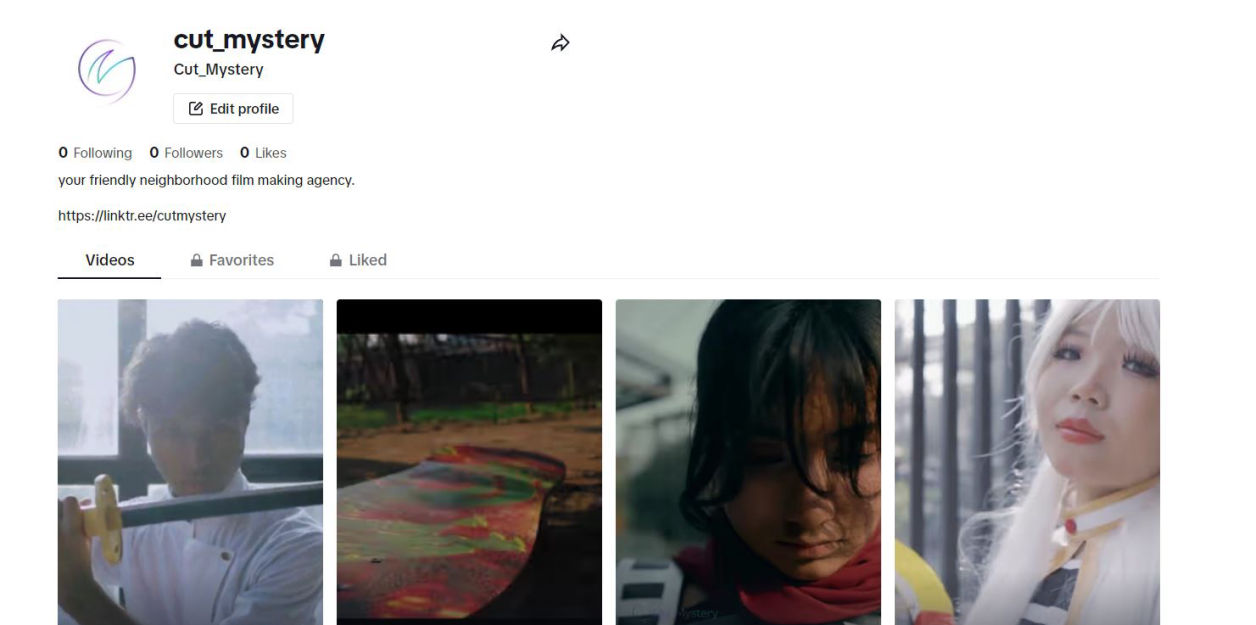 cut_mystery
Cut_Mystery
Edit profile
0 Following 0 Followers 0 Likes
your friendly neighborhood film making agency.
https://linktr.ee/cutmystery
Videos Favorites Liked